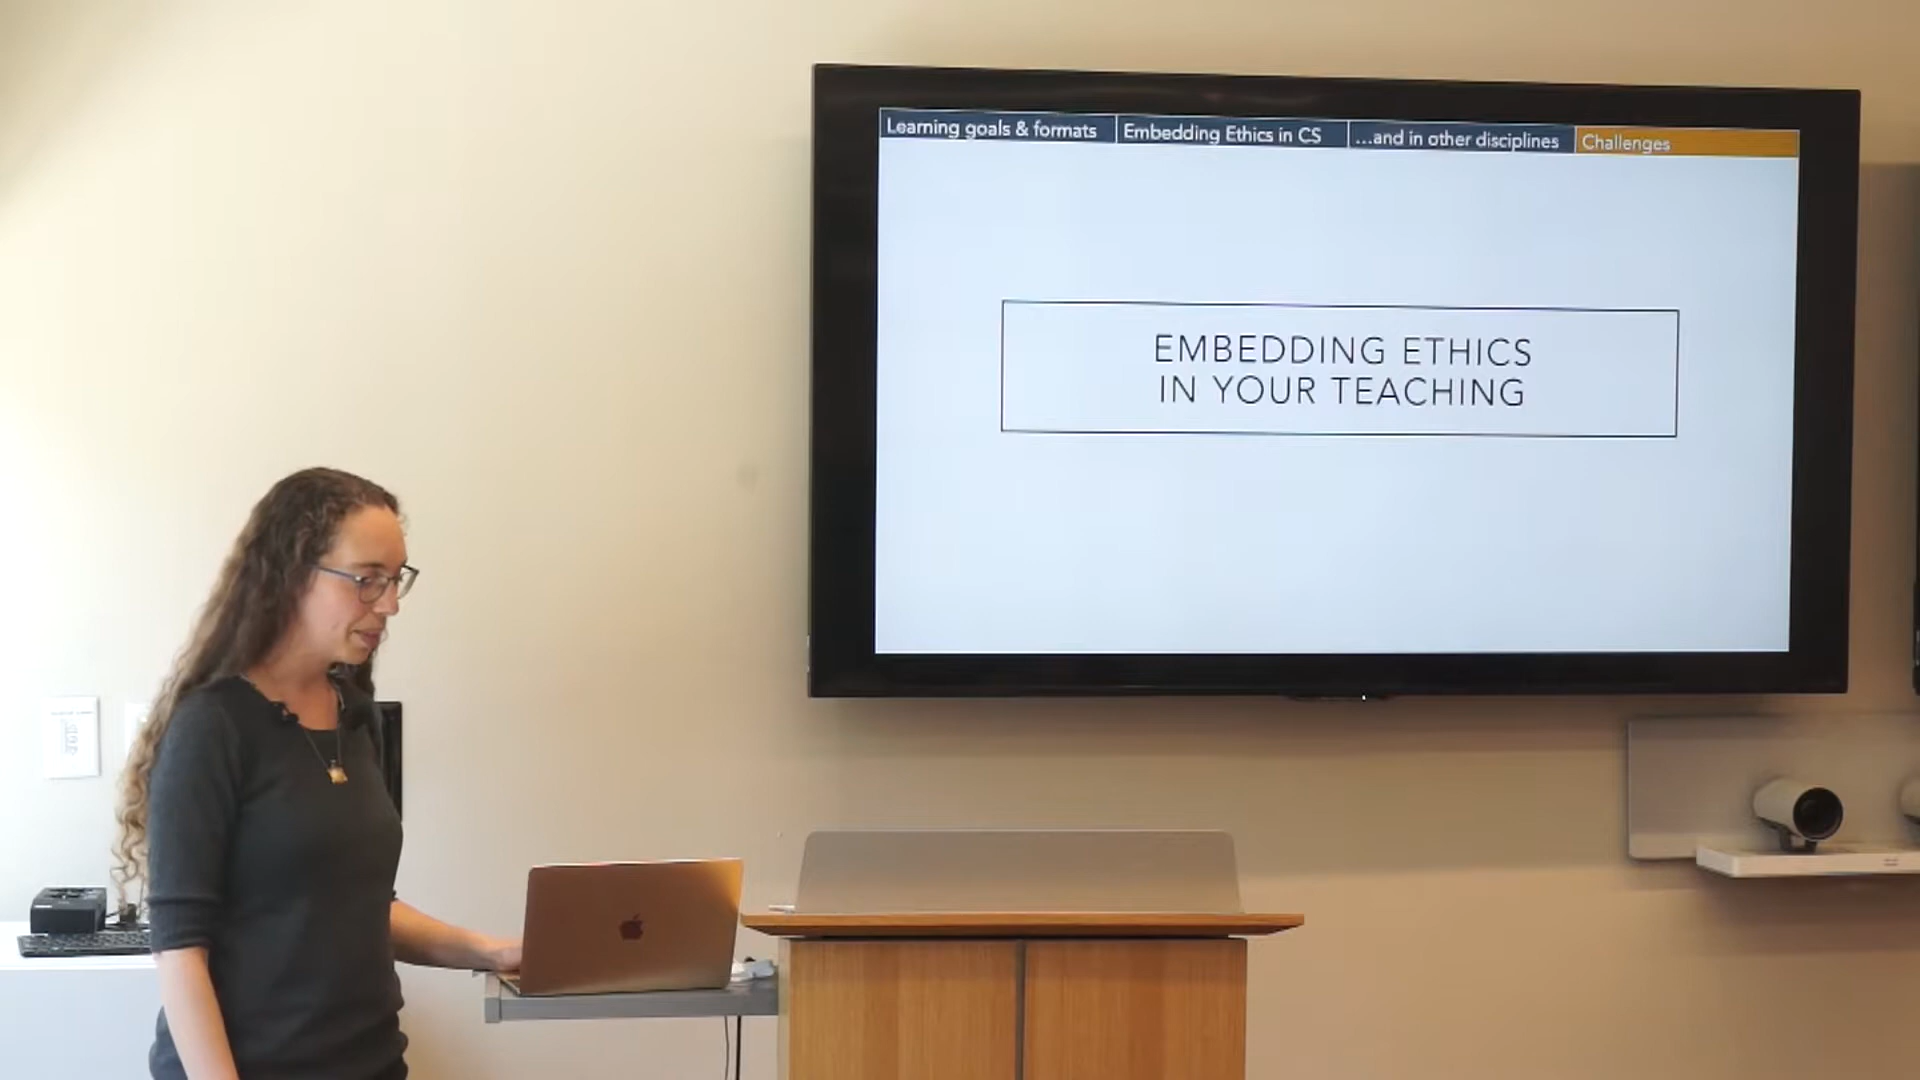 Learning goals & formats
Embedding Ethics in CS
...and in other disciplines
Challenges
EMBEDDING ETHICS
IN YOUR TEACHING